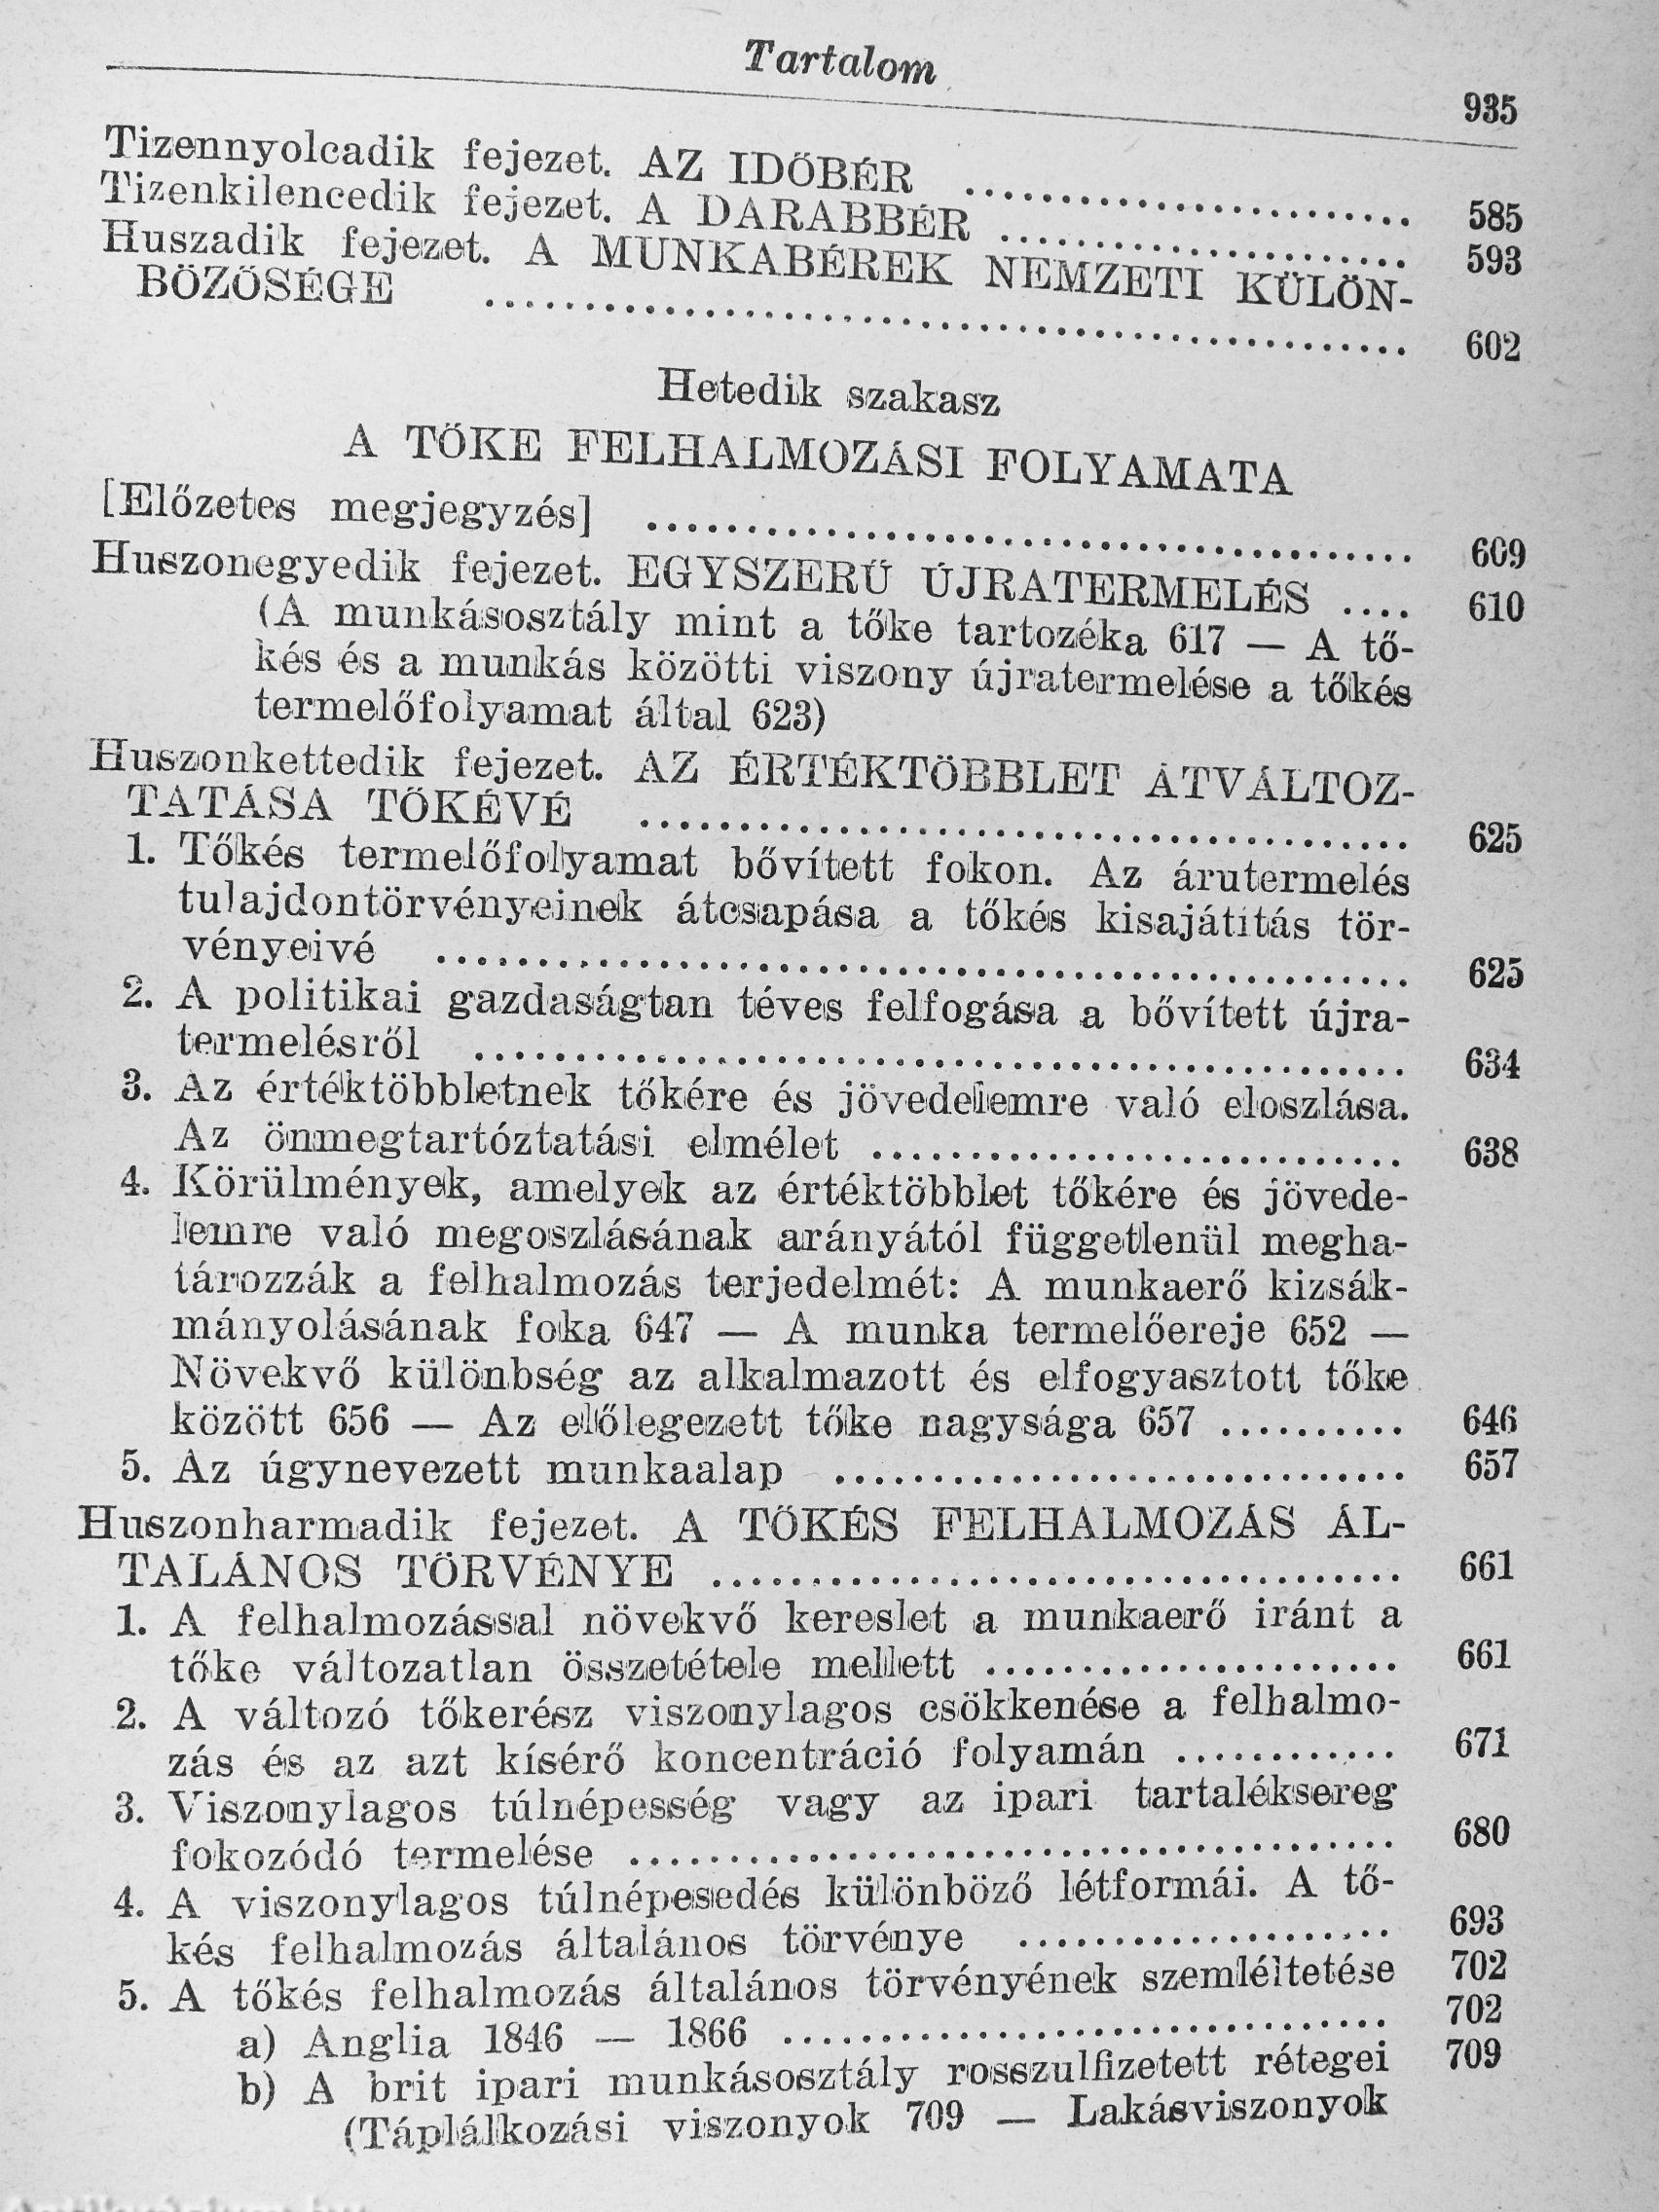 Tartalom
935
Tizennyolcadik fejezet. AZ IDŐBÉR ........................ 585
Tizenkilencedik fejezet. A DARABBÉR ..................... 593
Huszadik fejezet. A MUNKABÉREK NEMZETI KÜLÖN-
BÖZŐSÉGE ................................................ 602
Hetedik szakasz
A TŐKE FELHALMOZÁSI FOLYAMATA
[Előzetes megjegyzés] ........................................ 609
Huszonegyedik fejezet. EGYSZERŰ ÚJRATERMELÉS .... 610
(A munkásosztály mint a tőke tartozéka 617 — A tő-
kés és a munkás közötti viszony újratermelése a tőkés
termelőfolyamat által 623)
Huszonkettedik fejezet. AZ ÉRTÉKTÖBBLET ÁTVÁLTOZ-
TATÁSA TŐKÉVÉ ........................................ 625
1. Tőkés termelőfolyamat bővített fokon. Az árutermelés
tulajdontörvényeinek átcsapása a tőkés kisajátítás tör-
vényeivé .................................................. 625
2. A politikai gazdaságtan téves felfogása a bővített újra-
termelésről ................................................ 634
3. Az értéktöbbletnek tőkére és jövedelemre való eloszlása.
Az önmegtartóztatási elmélet ........................... 638
4. Körülmények, amelyek az értéktöbblet tőkére és jövede-
lemre való megoszlásának arányától függetlenül megha-
tározzák a felhalmozás terjedelmét: A munkaerő kizsák-
mányolásának foka 647 — A munka termelőereje 652 —
Növekvő különbség az alkalmazott és elfogyasztott tőke
között 656 — Az előlegezett tőke nagysága 657 .......... 646
5. Az úgynevezett munkaalap ............................. 657
Huszonharmadik fejezet. A TŐKÉS FELHALMOZÁS ÁL-
TALÁNOS TÖRVÉNYE .................................... 661
1. A felhalmozással növekvő kereslet a munkaerő iránt a
tőke változatlan összetétele mellett ..................... 661
2. A változó tőkerész viszonylagos csökkenése a felhalmo-
zás és az azt kísérő koncentráció folyamán ............ 671
3. Viszonylagos túlnépesség vagy az ipari tartaléksereg
fokozódó termelése ....................................... 680
4. A viszonylagos túlnépesedés különböző létformái. A tő-
kés felhalmozás általános törvénye ................... 693
5. A tőkés felhalmozás általános törvényének szemléltetése 702
a) Anglia 1846 — 1866 ............................... 702
b) A brit ipari munkásosztály rosszulfizetett rétegei 709
(Táplálkozási viszonyok 709 — Lakásviszonyok